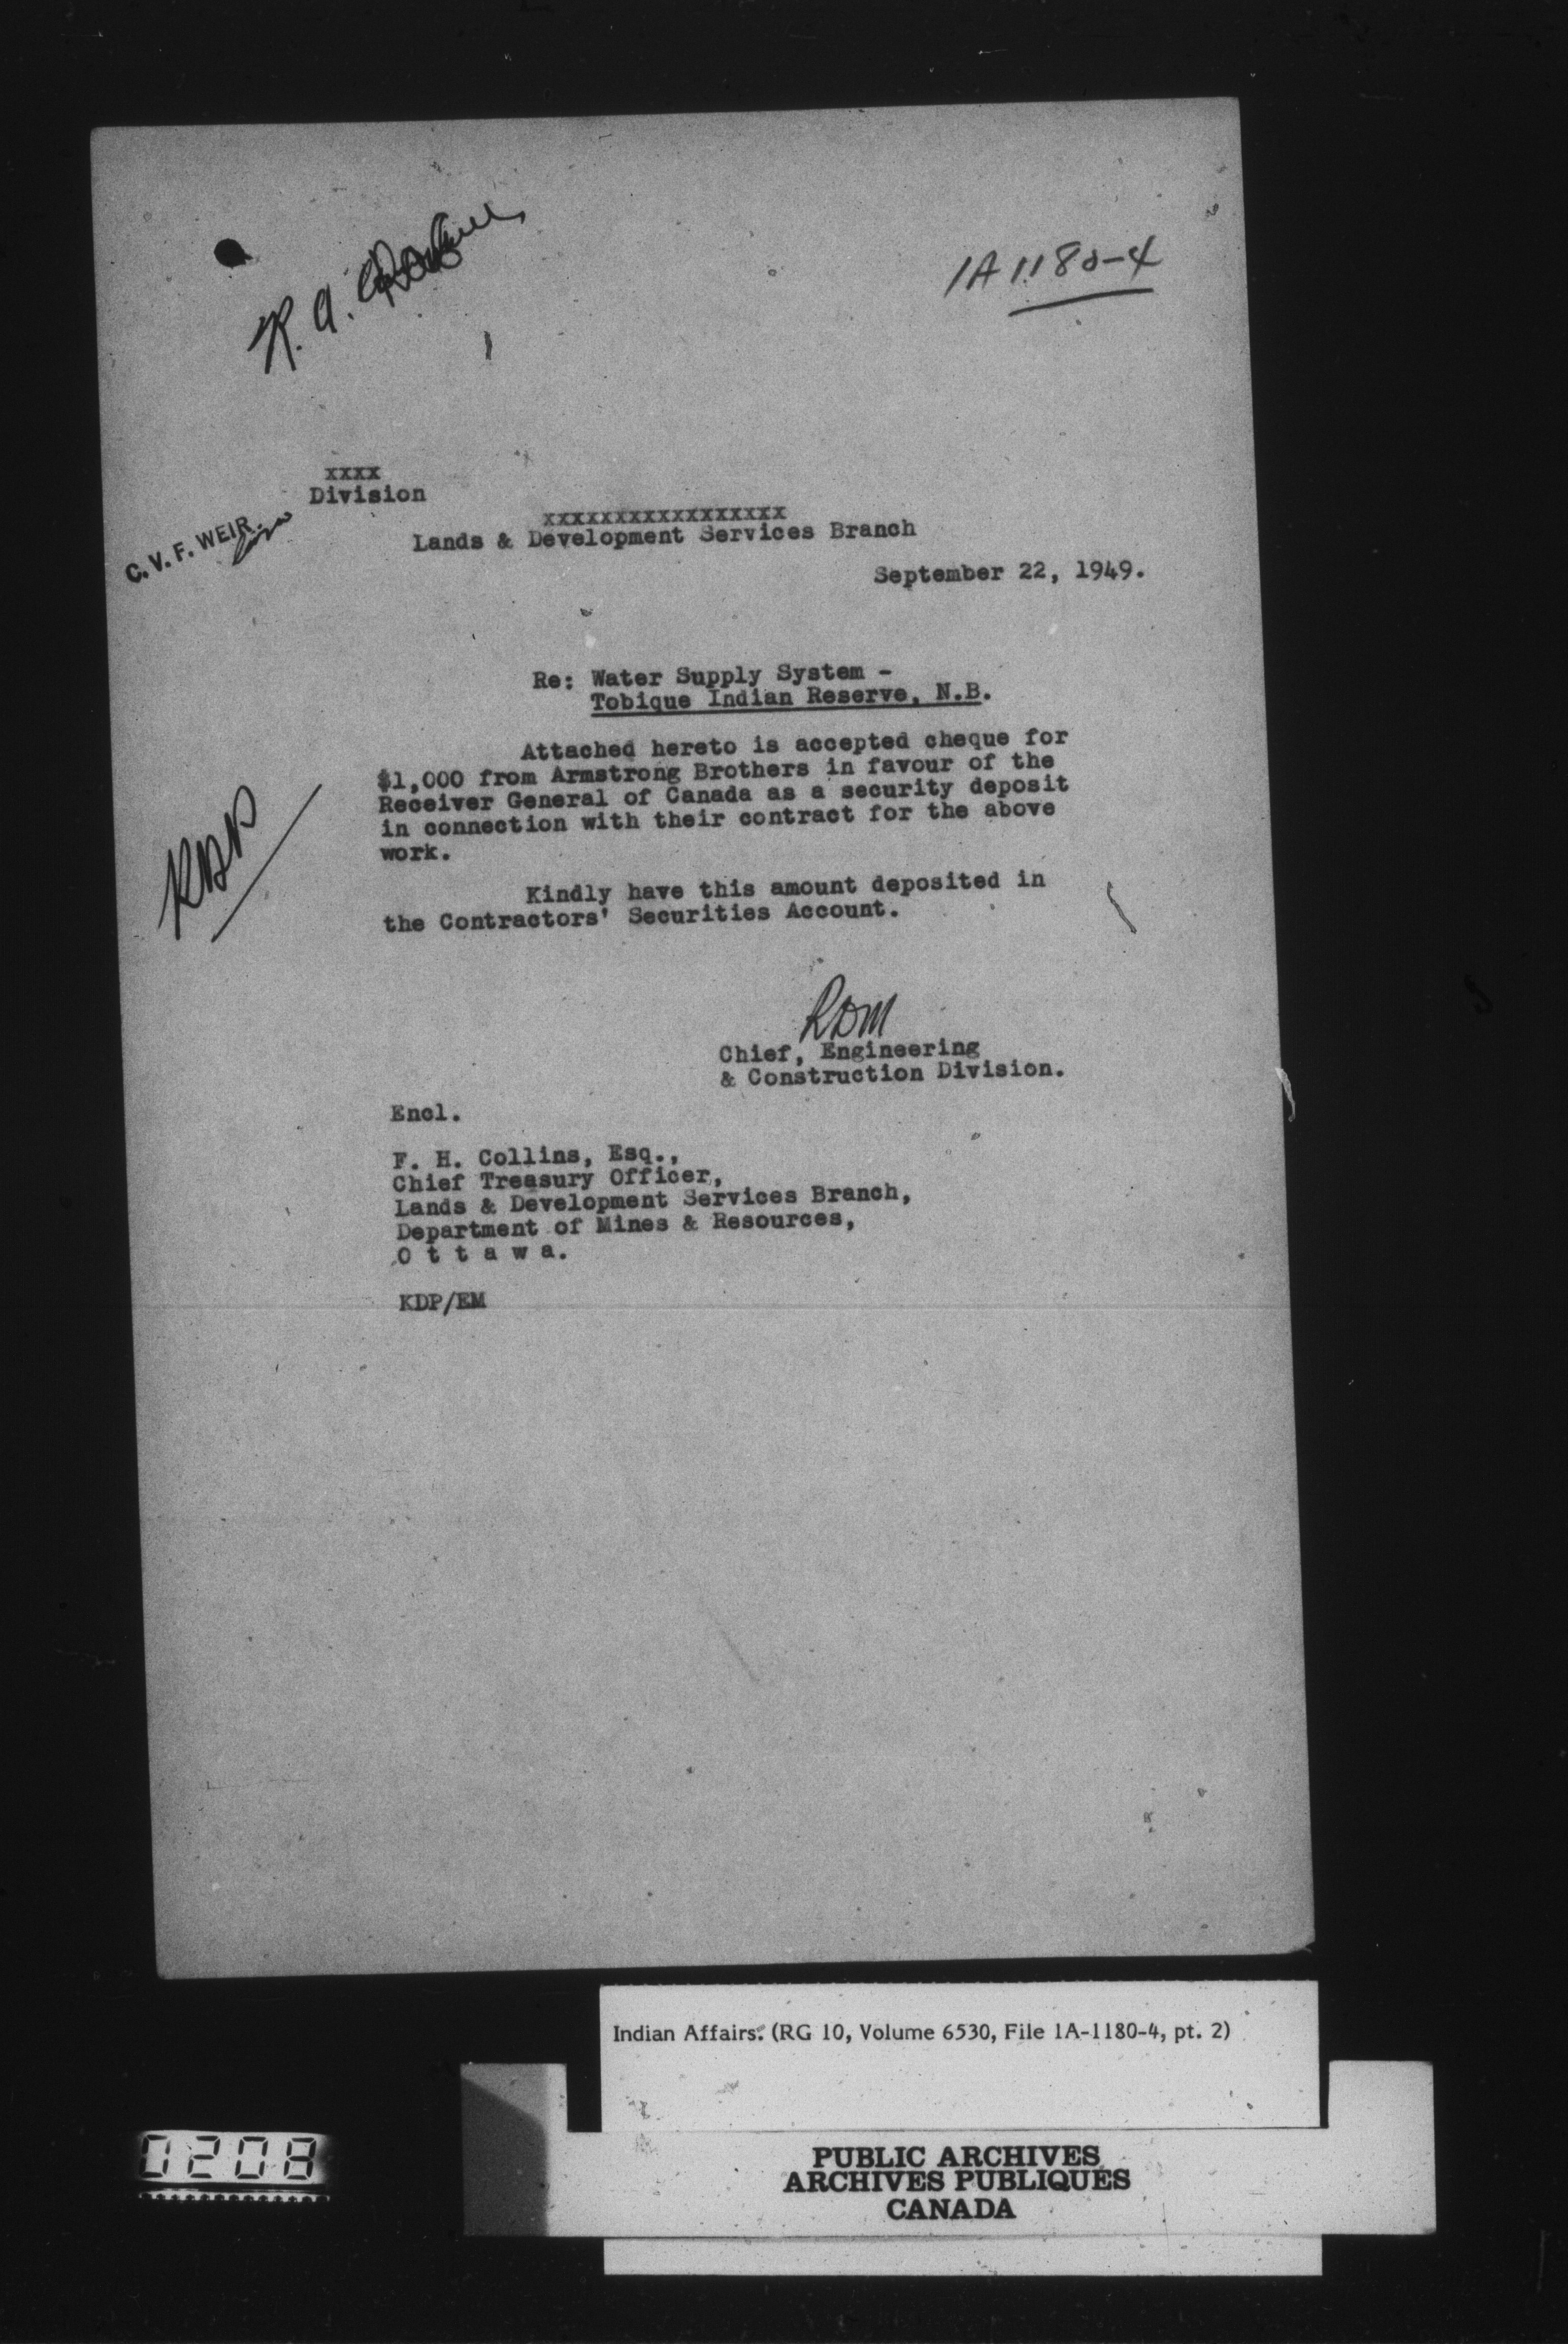 R. A.
1A 1180-4
xxxx
Division
C. V. F. WEIR.
xxxxxxxxxxxxxxxxx
Lands & Development Services Branch
September 22, 1949.
Re: Water Supply System -
Tobique Indian Reserve, N.B.
Attached hereto is accepted cheque for
$1,000 from Armstrong Brothers in favour of the
Receiver General of Canada as a security deposit
in connection with their contract for the above
work.
Kindly have this amount deposited in
the Contractors' Securities Account.
RDM
Chief, Engineering
& Construction Division.
Encl.
F. H. Collins, Esq.,
Chief Treasury Officer,
Lands & Development Services Branch,
Department of Mines & Resources,
O t t a w a.
KDP/EM
Indian Affairs. (RG 10, Volume 6530, File 1A-1180-4, pt. 2)
0208
PUBLIC ARCHIVES
ARCHIVES PUBLIQUES
CANADA